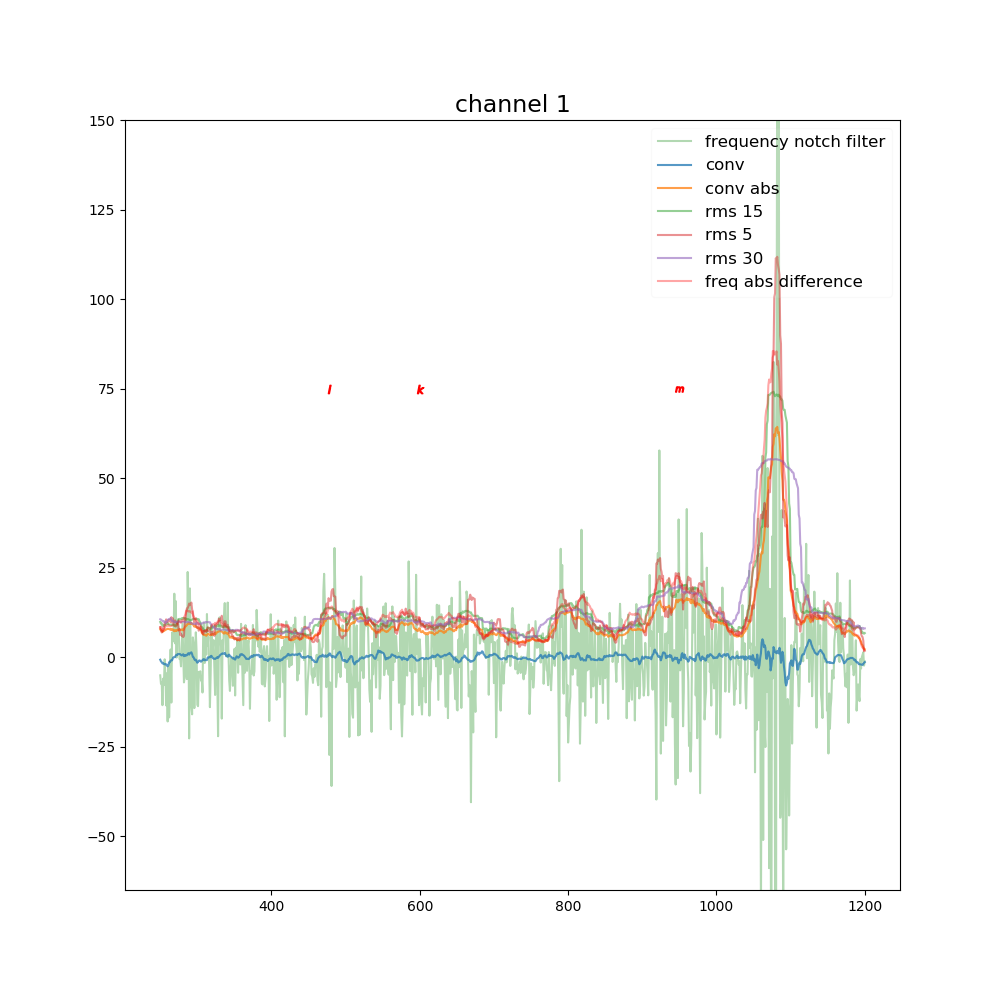 channel 1
150
125
100
75
50
25
0
−25
−50
frequency notch filter
conv
conv abs
rms 15
rms 5
rms 30
freq abs difference
l k m
400 600 800 1000 1200